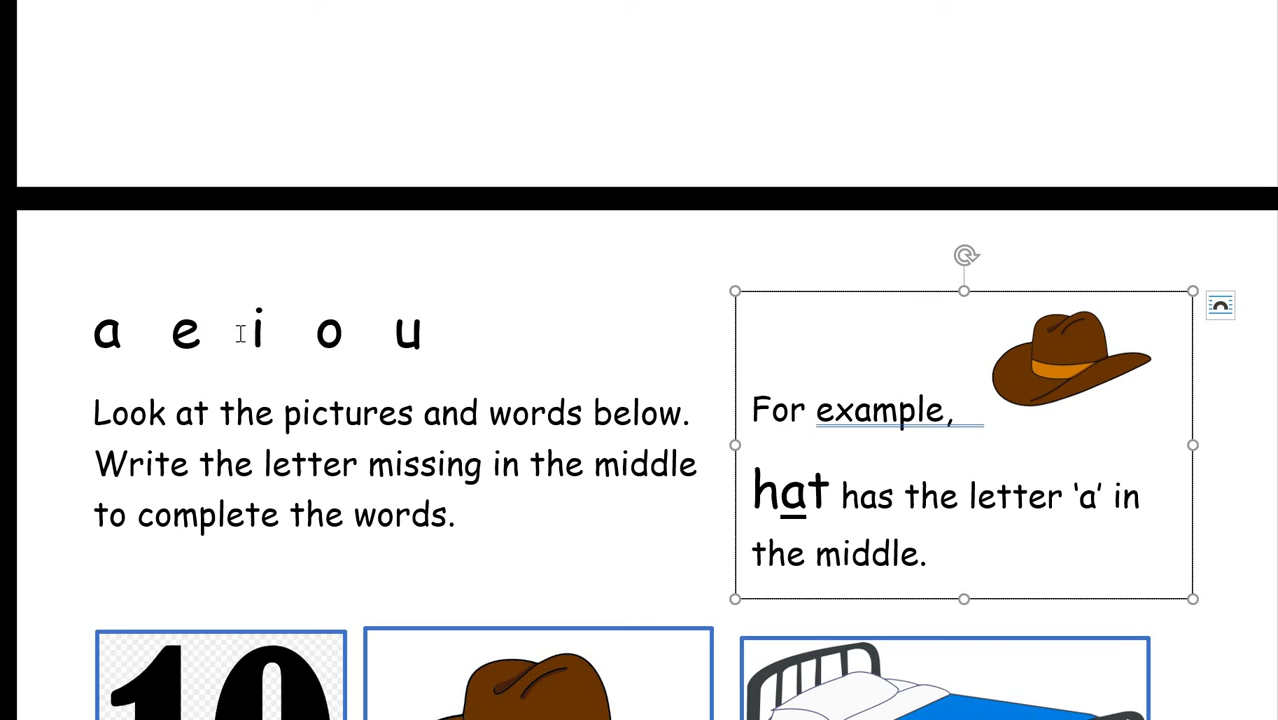 a e i o u
Look at the pictures and words below.
Write the letter missing in the middle
to complete the words.
For example,
hat has the letter ‘a’ in
the middle.
10